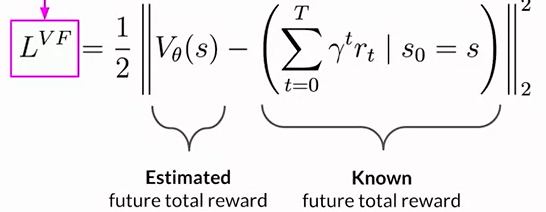 L^{VF} = \frac{1}{2} \left\| V_\theta(s) - \left( \sum_{t=0}^{T} \gamma^t r_t \mid s_0 = s \right) \right\|_2^2
Estimated Known
future total reward future total reward